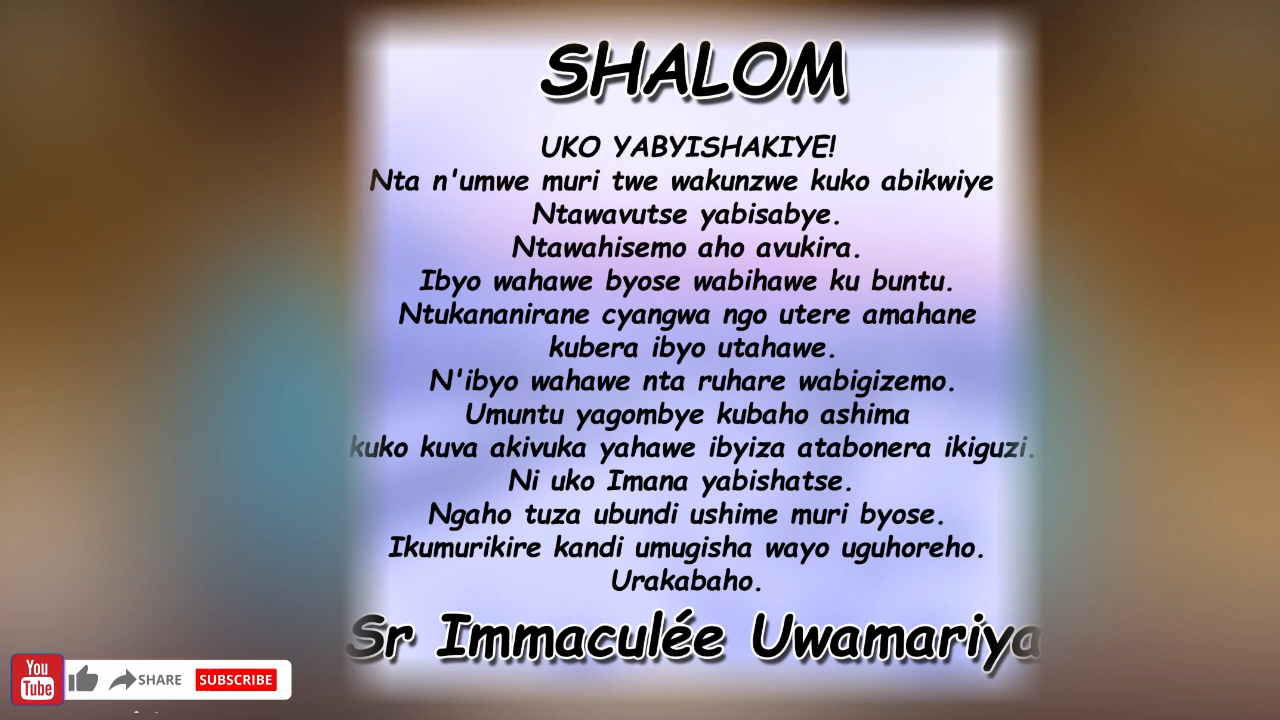 SHALOM
UKO YABYISHAKIYE!
Nta n'umwe muri twe wakunzwe kuko abikwiye
Ntawavutse yabisabye.
Ntawahisemo aho avukira.
Ibyo wahawe byose wabihawe ku buntu.
Ntukananirane cyangwa ngo utere amahane
kubera ibyo utahawe.
N'ibyo wahawe nta ruhare wabigizemo.
Umuntu yagombye kubaho ashima
kuko kuva akivuka yahawe ibyiza atabonera ikiguzi.
Ni uko Imana yabishatse.
Ngaho tuza ubundi ushime muri byose.
Ikumurikire kandi umugisha wayo uguhoreho.
Urakabaho.
Sr Immaculée Uwamariya
You
Tube
SHARE
SUBSCRIBE